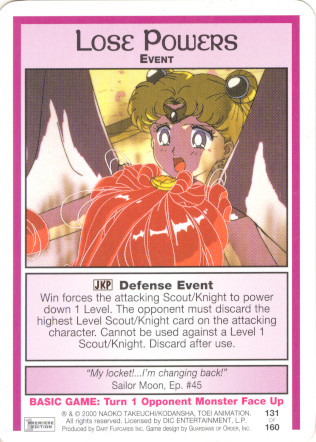 LOSE POWERS
EVENT
JKP Defense Event
Win forces the attacking Scout/Knight to power
down 1 Level. The opponent must discard the
highest Level Scout/Knight card on the attacking
character. Cannot be used against a Level 1
Scout/Knight. Discard after use.
"My locket!...I'm changing back!"
Sailor Moon, Ep. #45
BASIC GAME: Turn 1 Opponent Monster Face Up
PREMIERE
EDITION
® & © 2000 NAOKO TAKEUCHI/KODANSHA, TOEI ANIMATION.
All rights reserved. Licensed by DIC ENTERTAINMENT, L.P.
Produced by DART FLIPCARDS INC. Game design by GUARDIANS OF ORDER, INC.
131
OF
160